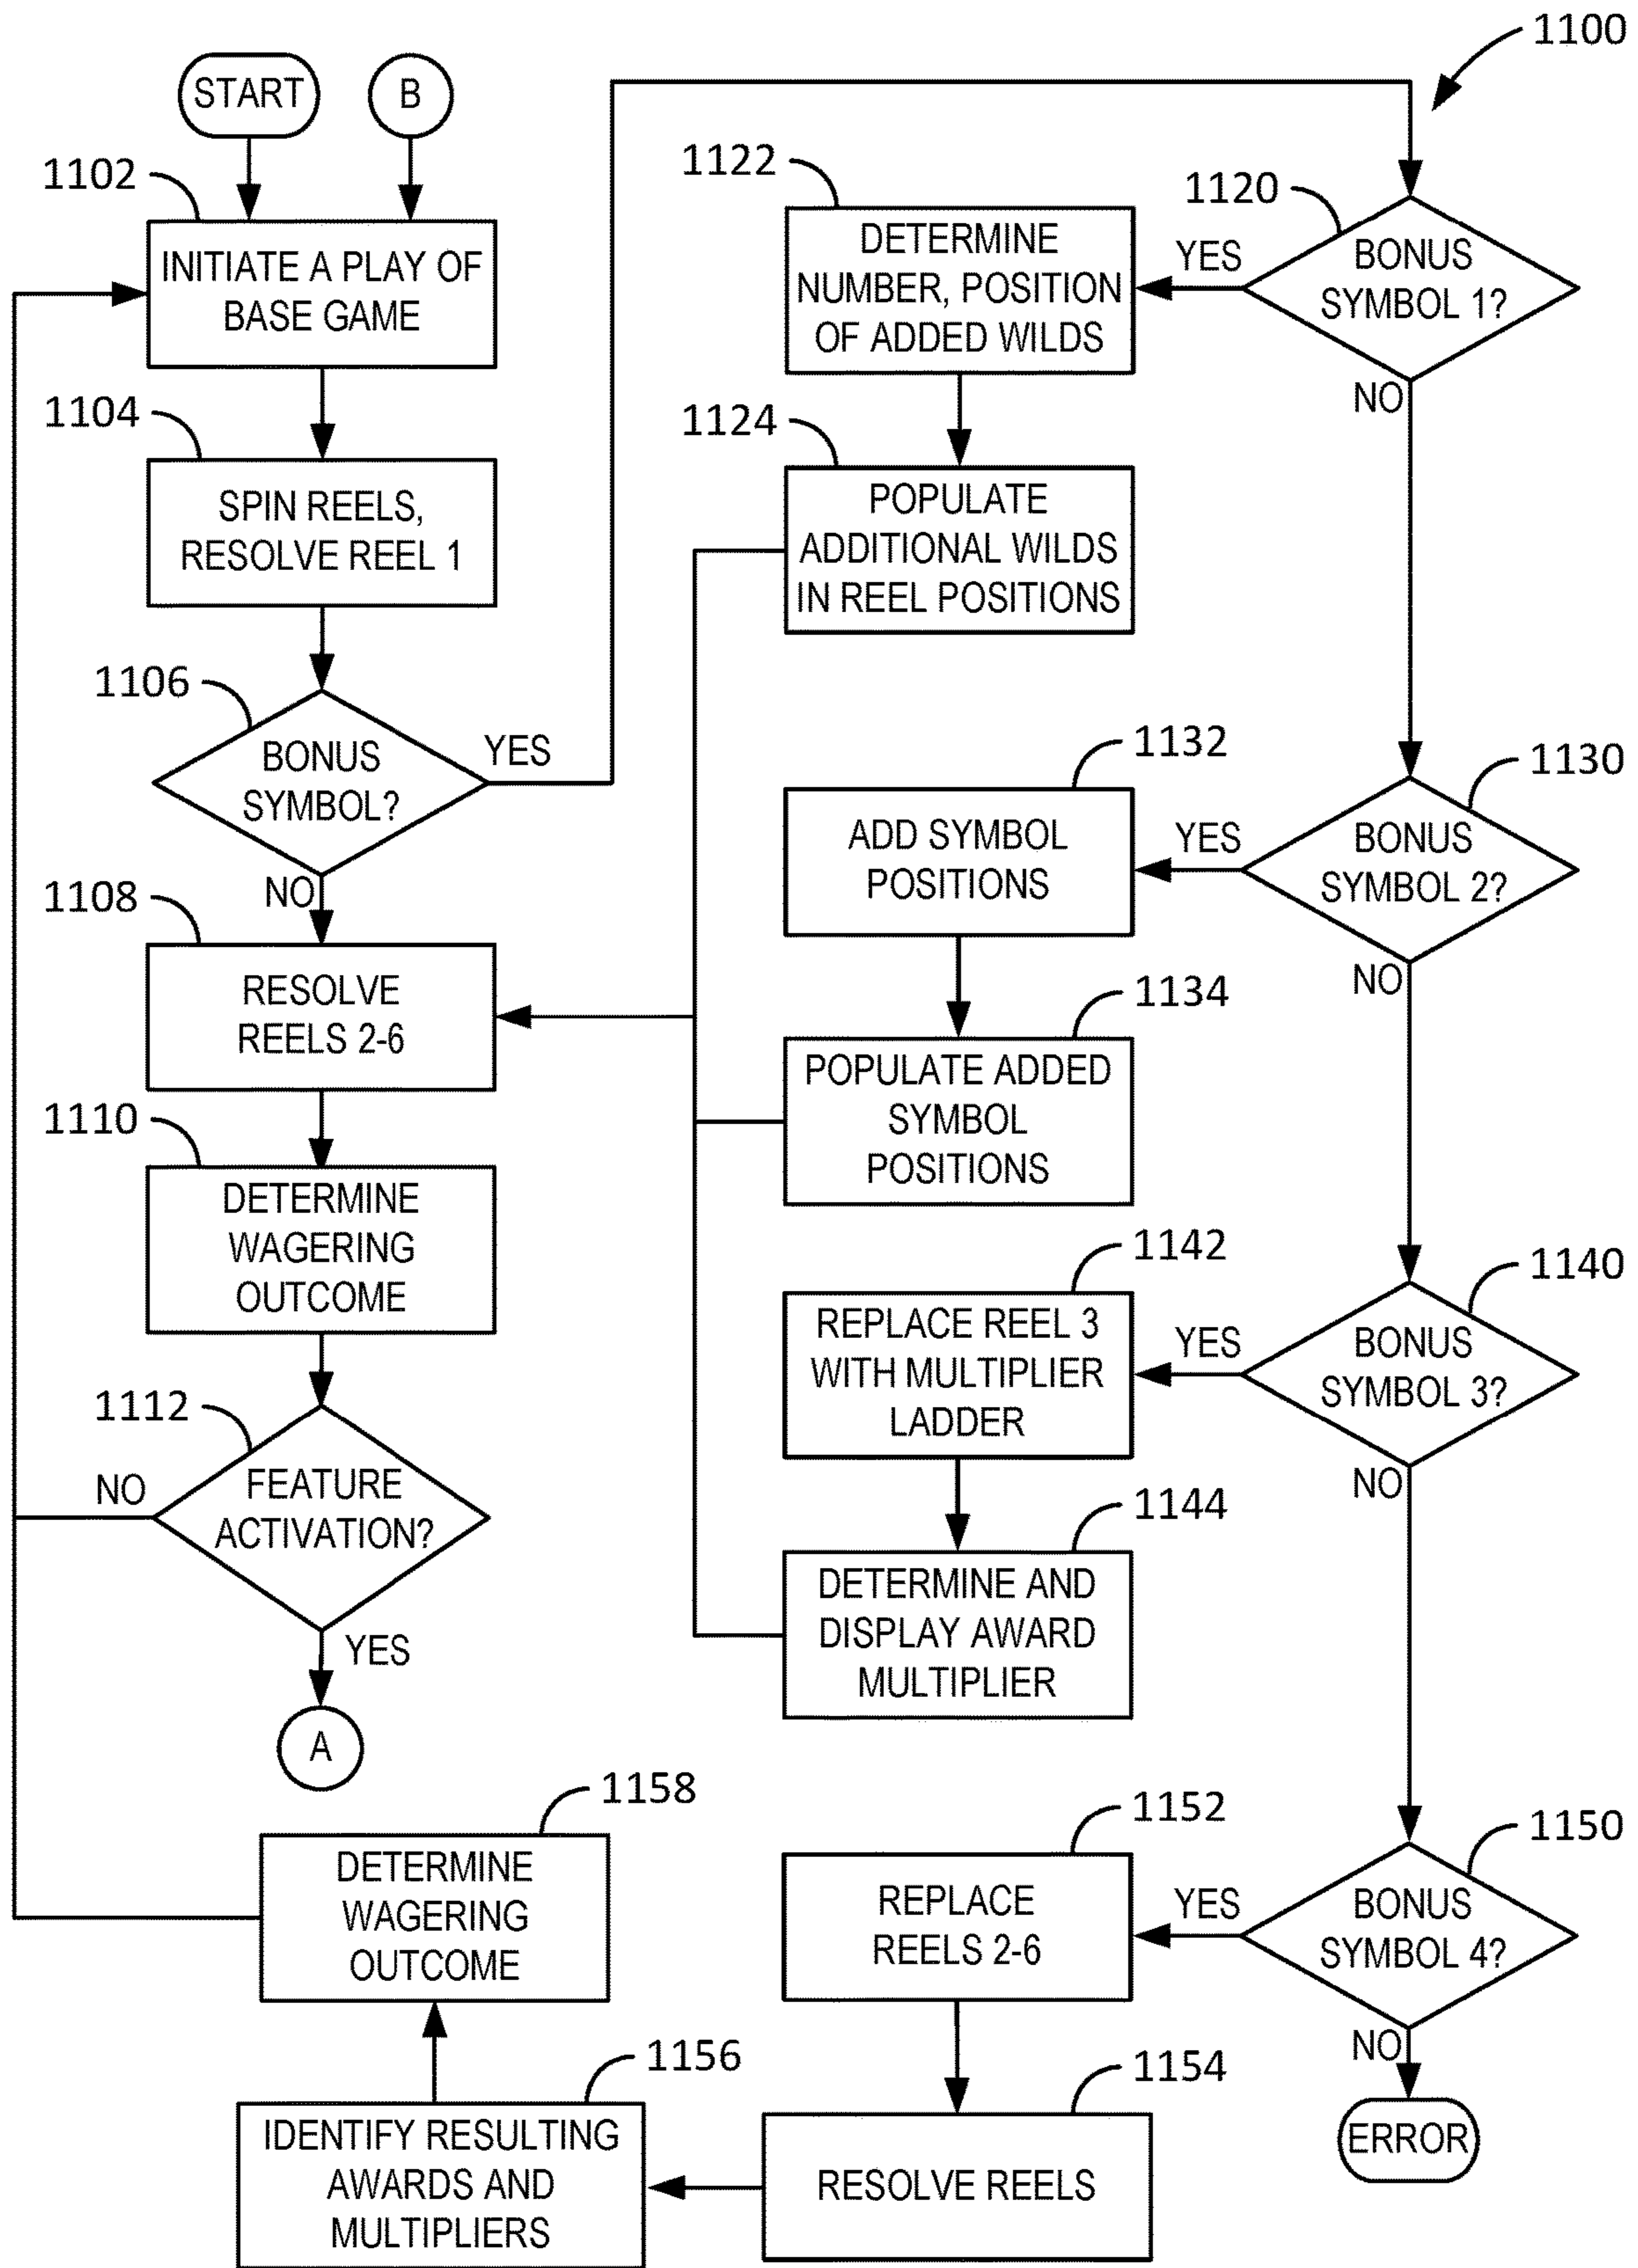 1100
START
B
1102
INITIATE A PLAY OF
BASE GAME
1104
SPIN REELS,
RESOLVE REEL 1
1106
BONUS
SYMBOL?
YES
NO
1108
RESOLVE
REELS 2-6
1110
DETERMINE
WAGERING
OUTCOME
1112
FEATURE
ACTIVATION?
NO
YES
A
1120
BONUS
SYMBOL 1?
YES
NO
1122
DETERMINE
NUMBER, POSITION
OF ADDED WILDS
1124
POPULATE
ADDITIONAL WILDS
IN REEL POSITIONS
1130
BONUS
SYMBOL 2?
YES
NO
1132
ADD SYMBOL
POSITIONS
1134
POPULATE ADDED
SYMBOL
POSITIONS
1140
BONUS
SYMBOL 3?
YES
NO
1142
REPLACE REEL 3
WITH MULTIPLIER
LADDER
1144
DETERMINE AND
DISPLAY AWARD
MULTIPLIER
1150
BONUS
SYMBOL 4?
YES
NO
ERROR
1152
REPLACE
REELS 2-6
1154
RESOLVE REELS
1156
IDENTIFY RESULTING
AWARDS AND
MULTIPLIERS
1158
DETERMINE
WAGERING
OUTCOME